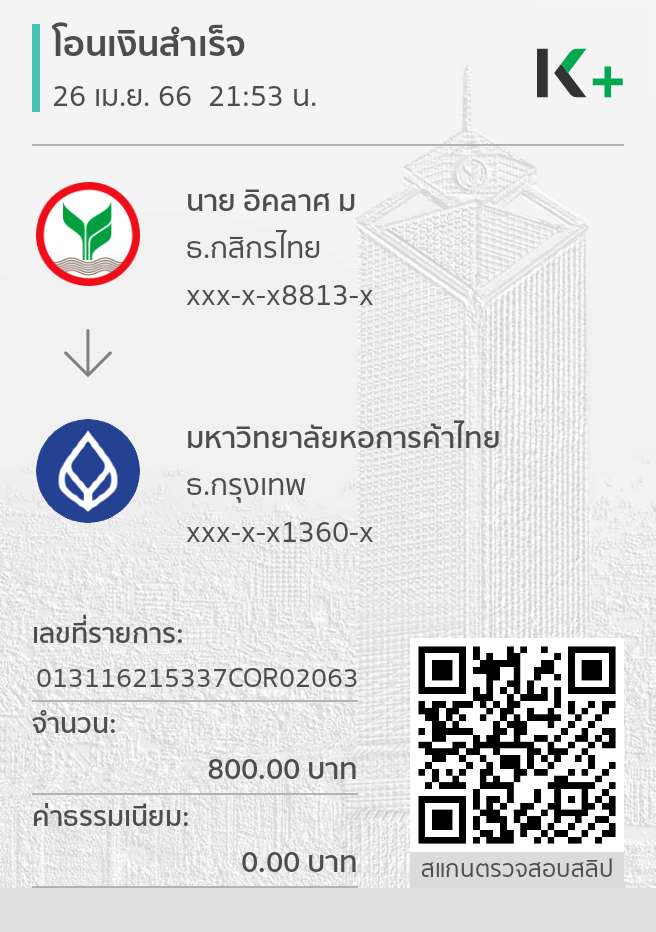 โอนเงินสำเร็จ
26 เม.ย. 66 21:53 น.
K+
นาย อิคลาศ ม
ธ.กสิกรไทย
xxx-x-x8813-x
มหาวิทยาลัยหอการค้าไทย
ธ.กรุงเทพ
xxx-x-x1360-x
เลขที่รายการ:
013116215337COR02063
จำนวน:
800.00 บาท
ค่าธรรมเนียม:
0.00 บาท
สแกนตรวจสอบสลิป